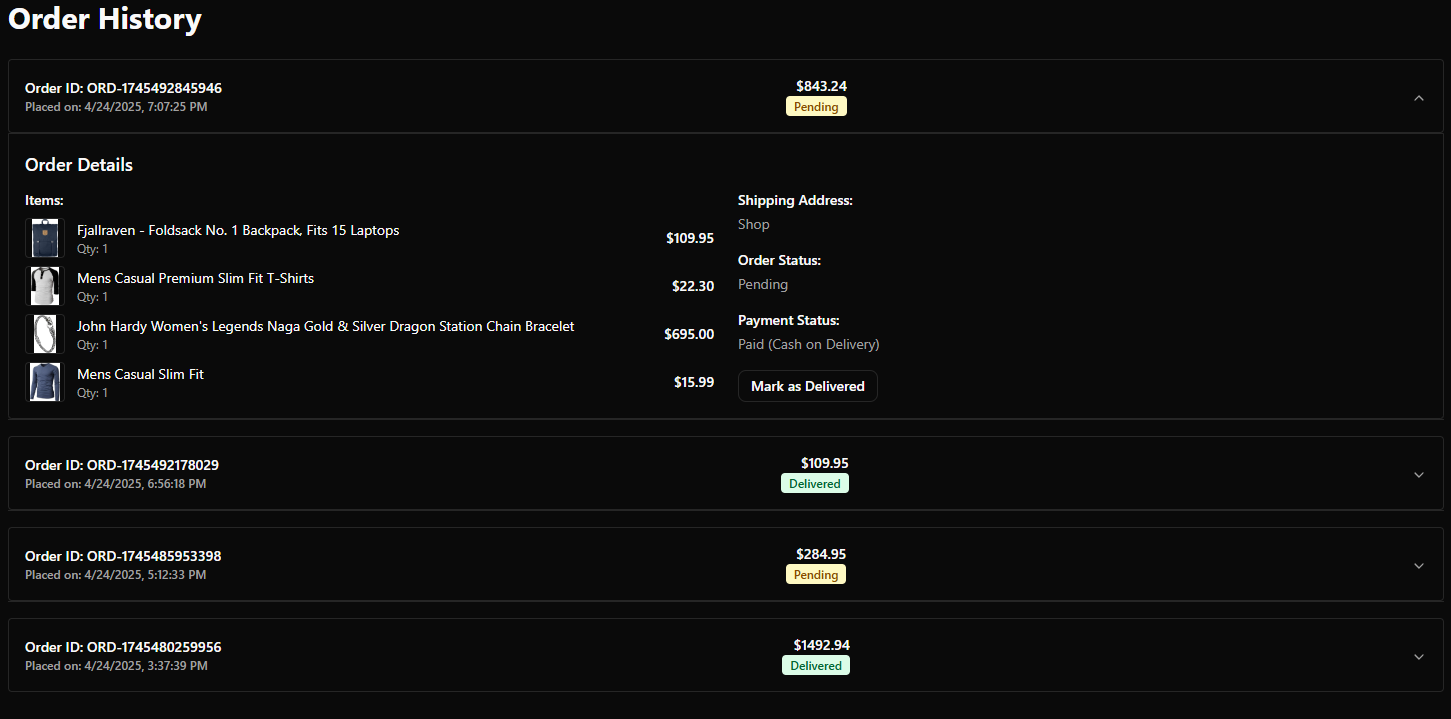 Order History
Order ID: ORD-1745492845946
Placed on: 4/24/2025, 7:07:25 PM
$843.24
Pending
Order Details
Items:
Fjallraven - Foldsack No. 1 Backpack, Fits 15 Laptops
Qty: 1
$109.95
Mens Casual Premium Slim Fit T-Shirts
Qty: 1
$22.30
John Hardy Women's Legends Naga Gold & Silver Dragon Station Chain Bracelet
Qty: 1
$695.00
Mens Casual Slim Fit
Qty: 1
$15.99
Shipping Address:
Shop
Order Status:
Pending
Payment Status:
Paid (Cash on Delivery)
Mark as Delivered
Order ID: ORD-1745492178029
Placed on: 4/24/2025, 6:56:18 PM
$109.95
Delivered
Order ID: ORD-1745485953398
Placed on: 4/24/2025, 5:12:33 PM
$284.95
Pending
Order ID: ORD-1745480259956
Placed on: 4/24/2025, 3:37:39 PM
$1492.94
Delivered